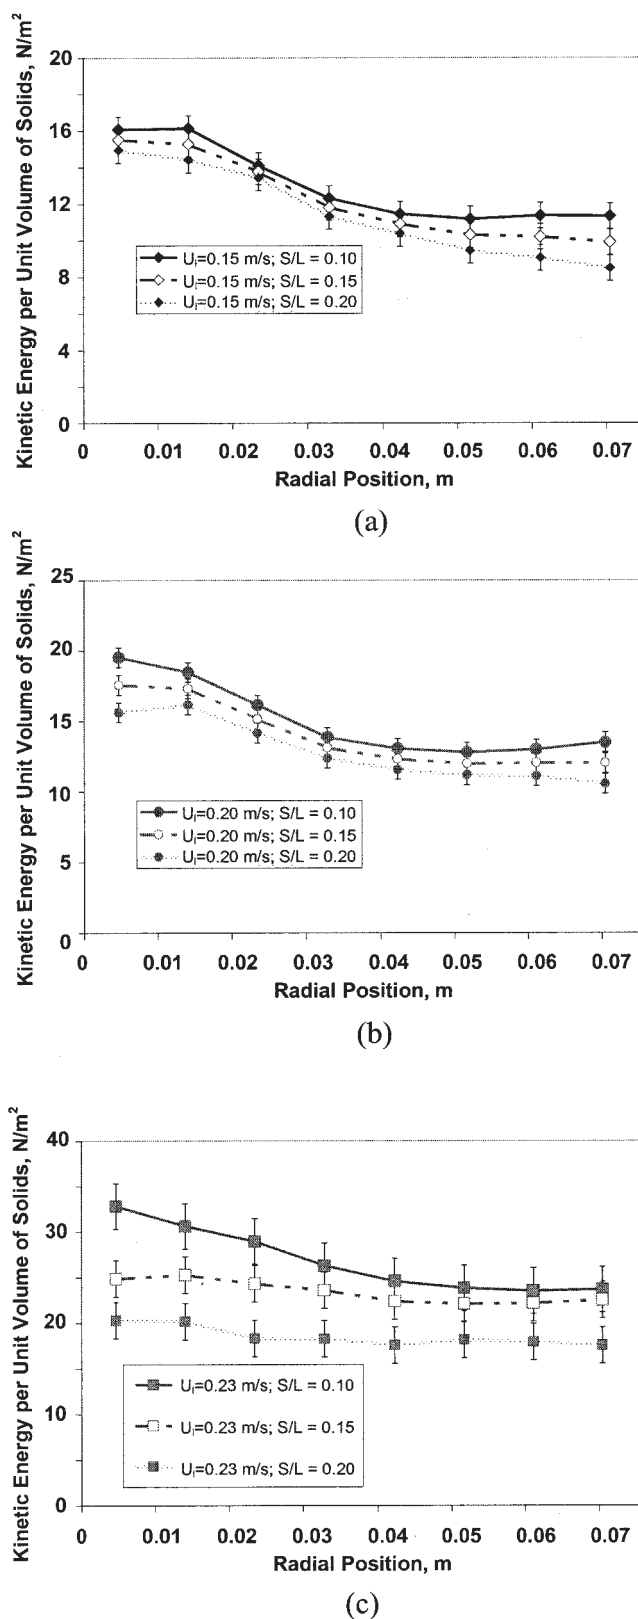 Kinetic Energy per Unit Volume of Solids, N/m²
20
16
12
8
4
0
Uₗ=0.15 m/s; S/L = 0.10
Uₗ=0.15 m/s; S/L = 0.15
Uₗ=0.15 m/s; S/L = 0.20
0 0.01 0.02 0.03 0.04 0.05 0.06 0.07
Radial Position, m
(a)
Kinetic Energy per Unit Volume of Solids, N/m²
25
20
15
10
5
0
Uₗ=0.20 m/s; S/L = 0.10
Uₗ=0.20 m/s; S/L = 0.15
Uₗ=0.20 m/s; S/L = 0.20
0 0.01 0.02 0.03 0.04 0.05 0.06 0.07
Radial Position, m
(b)
Kinetic Energy per Unit Volume of Solids, N/m²
40
30
20
10
0
Uₗ=0.23 m/s; S/L = 0.10
Uₗ=0.23 m/s; S/L = 0.15
Uₗ=0.23 m/s; S/L = 0.20
0 0.01 0.02 0.03 0.04 0.05 0.06 0.07
Radial Position, m
(c)